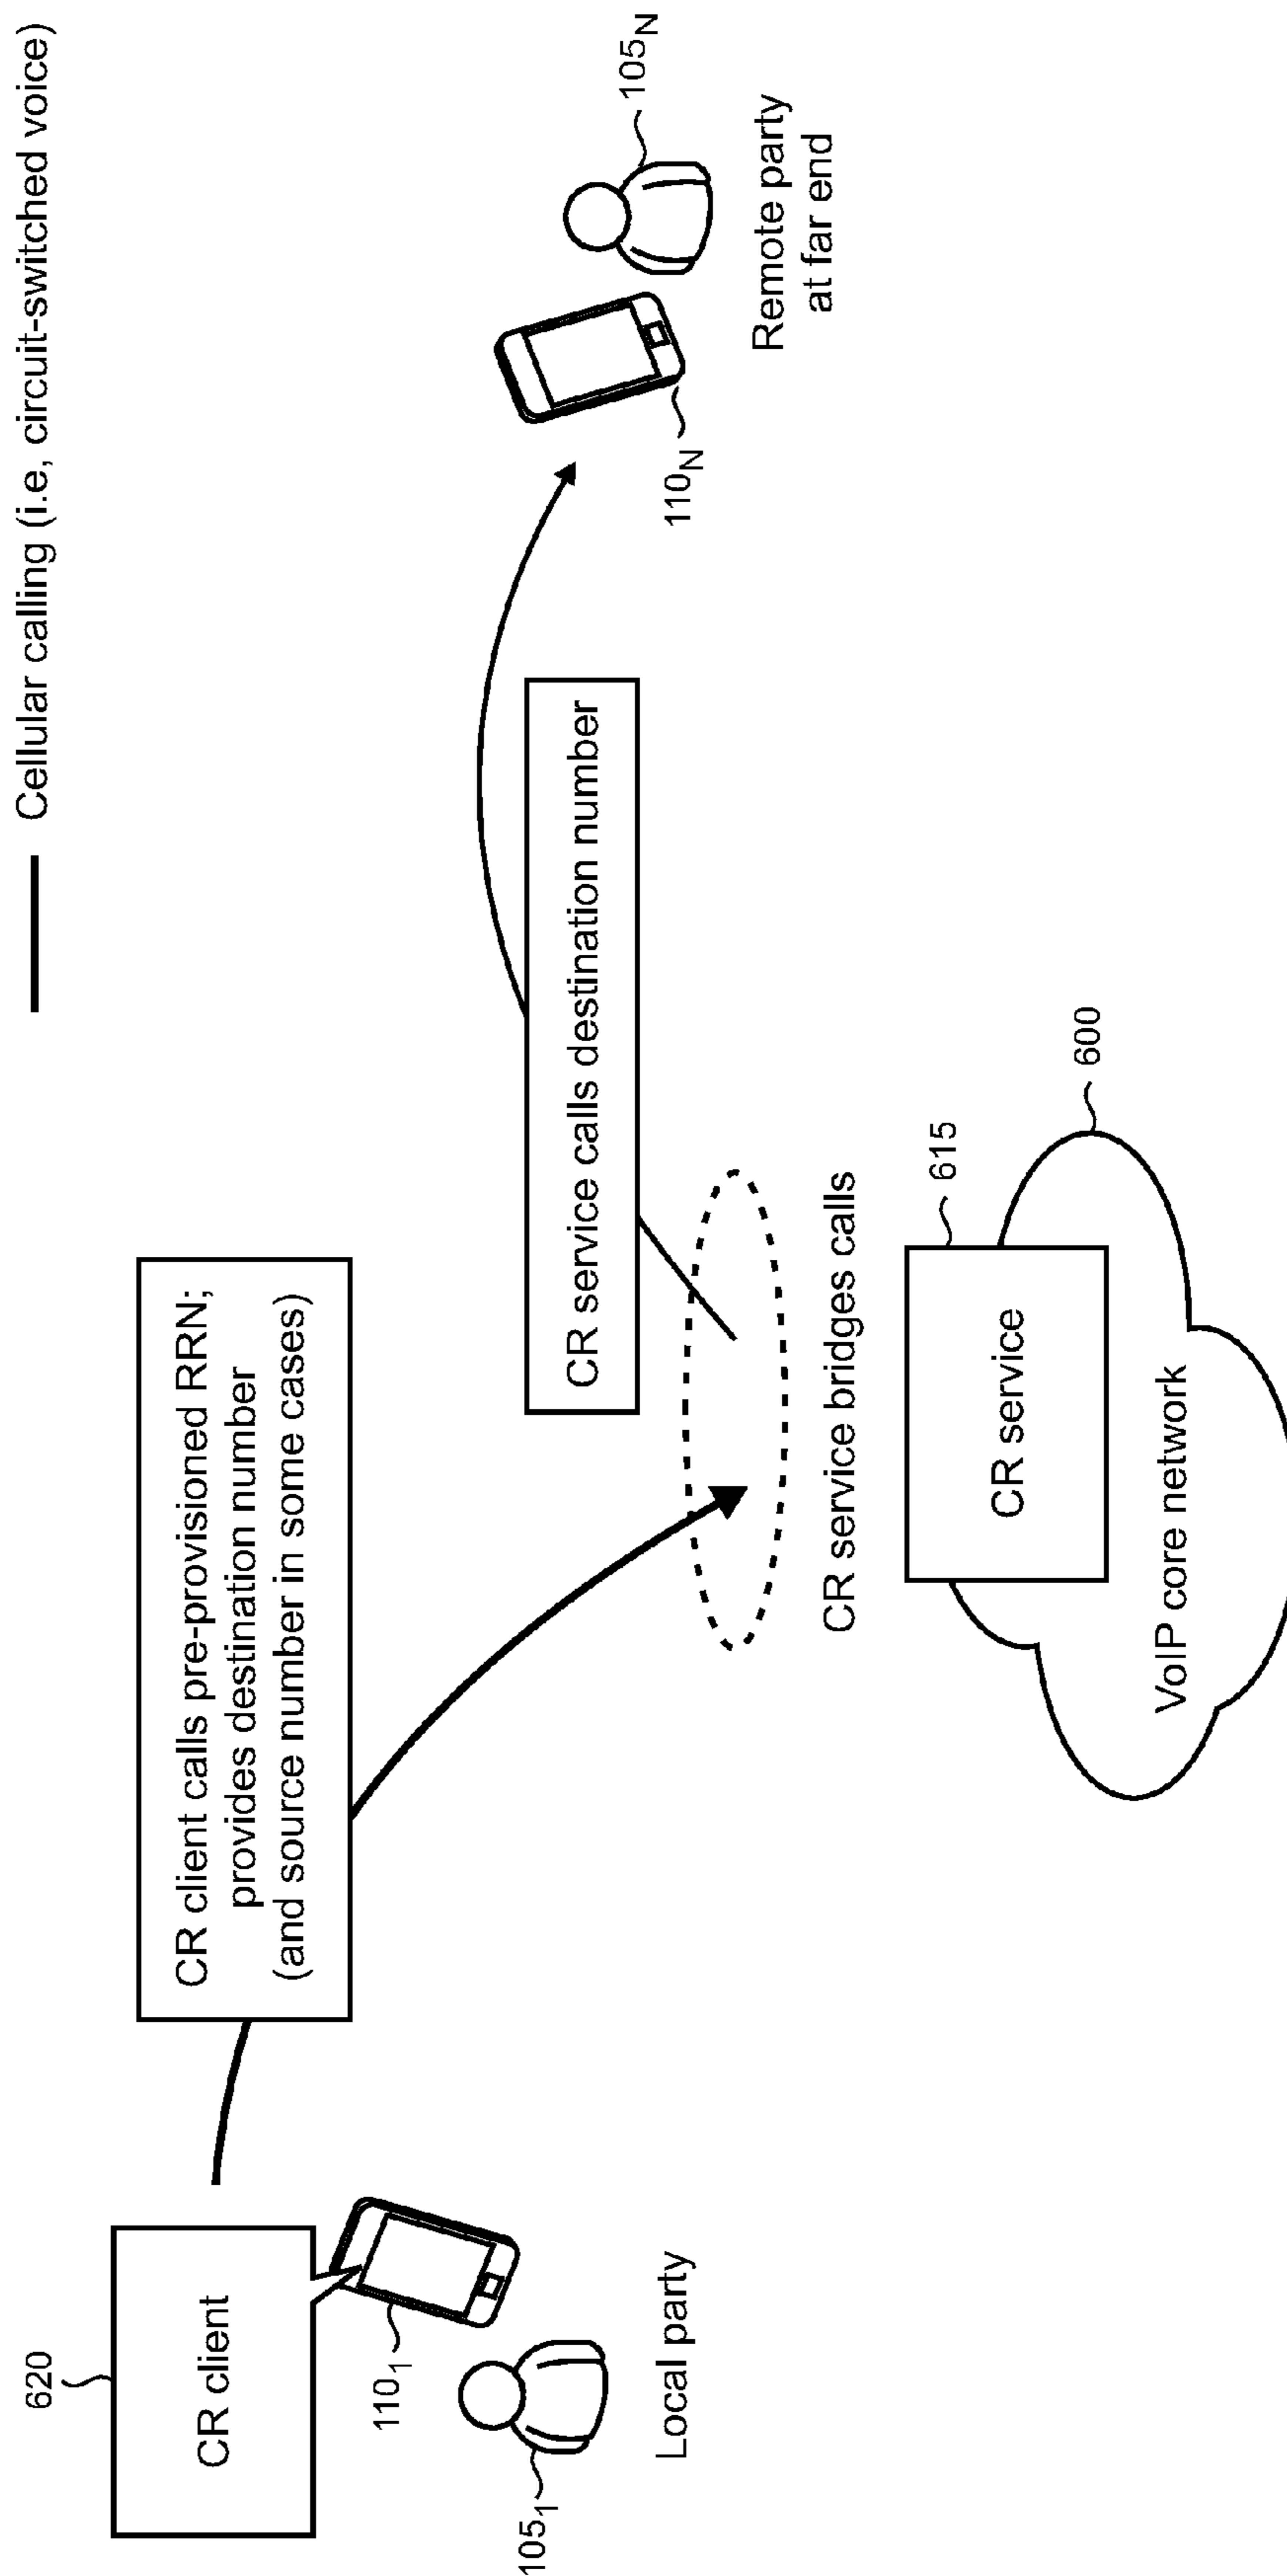 Cellular calling (i.e, circuit-switched voice)
620
CR client
CR client calls pre-provisioned RRN;
provides destination number
(and source number in some cases)
110₁
105₁
Local party
CR service calls destination number
110N
105N
Remote party
at far end
CR service bridges calls
615
CR service
600
VoIP core network